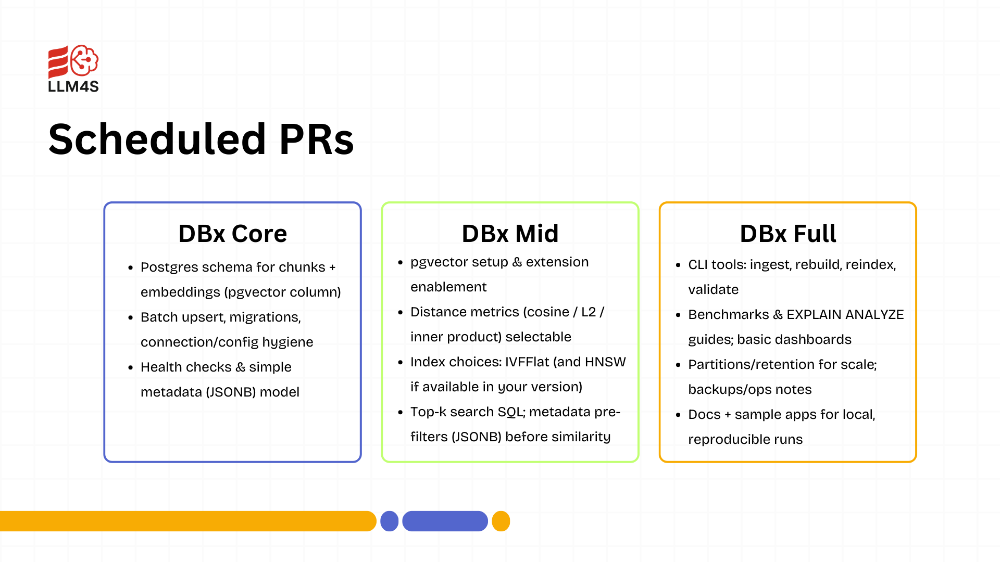 LLM4S
Scheduled PRs
DBx Core
• Postgres schema for chunks +
embeddings (pgvector column)
• Batch upsert, migrations,
connection/config hygiene
• Health checks & simple
metadata (JSONB) model
DBx Mid
• pgvector setup & extension
enablement
• Distance metrics (cosine / L2 /
inner product) selectable
• Index choices: IVFFlat (and HNSW
if available in your version)
• Top-k search SQL; metadata pre-
filters (JSONB) before similarity
DBx Full
• CLI tools: ingest, rebuild, reindex,
validate
• Benchmarks & EXPLAIN ANALYZE
guides; basic dashboards
• Partitions/retention for scale;
backups/ops notes
• Docs + sample apps for local,
reproducible runs